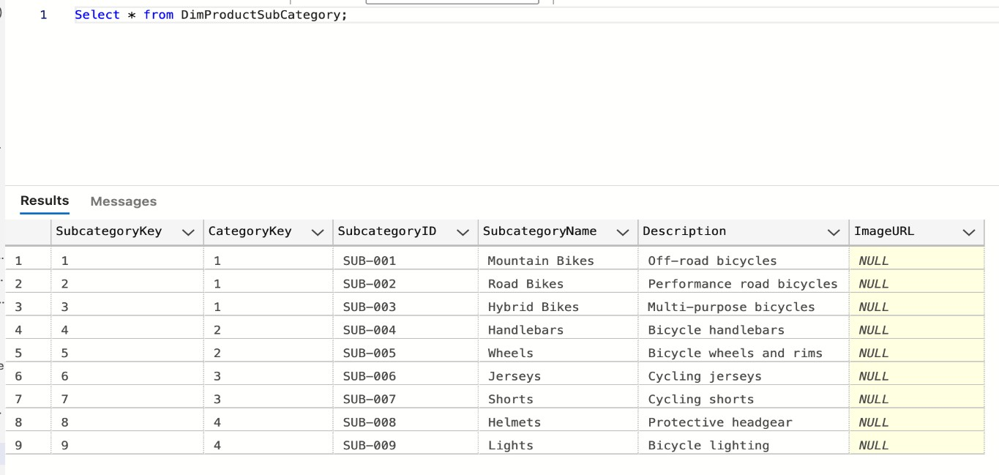 1 Select * from DimProductSubCategory;
Results Messages
SubcategoryKey CategoryKey SubcategoryID SubcategoryName Description ImageURL
1 1 1 SUB-001 Mountain Bikes Off-road bicycles NULL
2 2 1 SUB-002 Road Bikes Performance road bicycles NULL
3 3 1 SUB-003 Hybrid Bikes Multi-purpose bicycles NULL
4 4 2 SUB-004 Handlebars Bicycle handlebars NULL
5 5 2 SUB-005 Wheels Bicycle wheels and rims NULL
6 6 3 SUB-006 Jerseys Cycling jerseys NULL
7 7 3 SUB-007 Shorts Cycling shorts NULL
8 8 4 SUB-008 Helmets Protective headgear NULL
9 9 4 SUB-009 Lights Bicycle lighting NULL